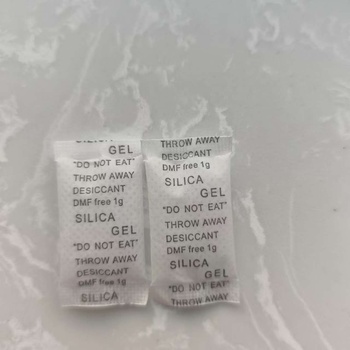 SILICA
GEL
"DO NOT EAT"
THROW AWAY
DESICCANT
DMF free 1g
SILICA
GEL
"DO NOT EAT"
THROW AWAY
DESICCANT
DMF free 1g
SILICA
THROW AWAY
DESICCANT
DMF free 1g
SILICA
GEL
"DO NOT EAT"
THROW AWAY
DESICCANT
DMF free 1g
SILICA
GEL
"DO NOT EAT"
THROW AWAY